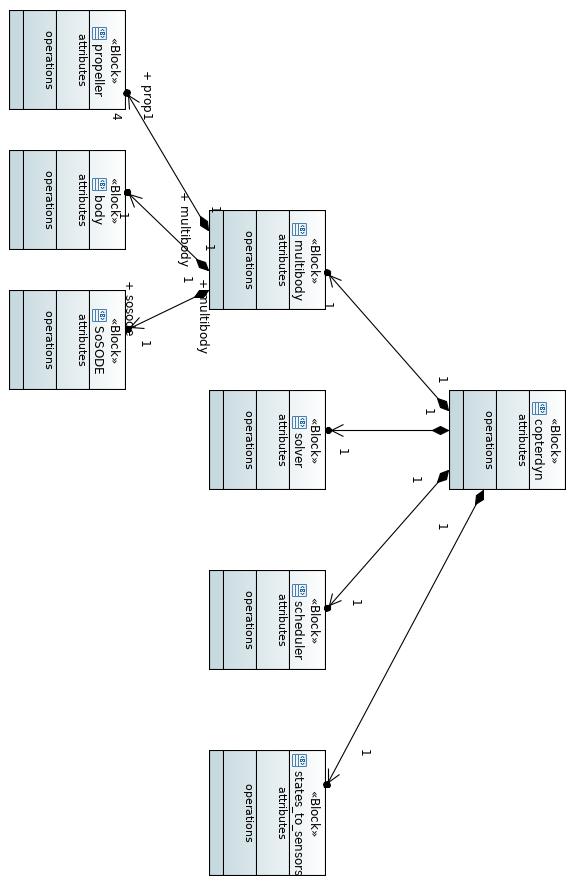 «Block»
copterdyn
attributes
operations
1
1
1
1
1
1
1
1
«Block»
multibody
attributes
operations
«Block»
solver
attributes
operations
«Block»
scheduler
attributes
operations
«Block»
states_to_sensors
attributes
operations
1
1
1
+ multibody
+ multibody
+ prop1
4
1
+ sosode
1
«Block»
propeller
attributes
operations
«Block»
body
attributes
operations
«Block»
SoSODE
attributes
operations